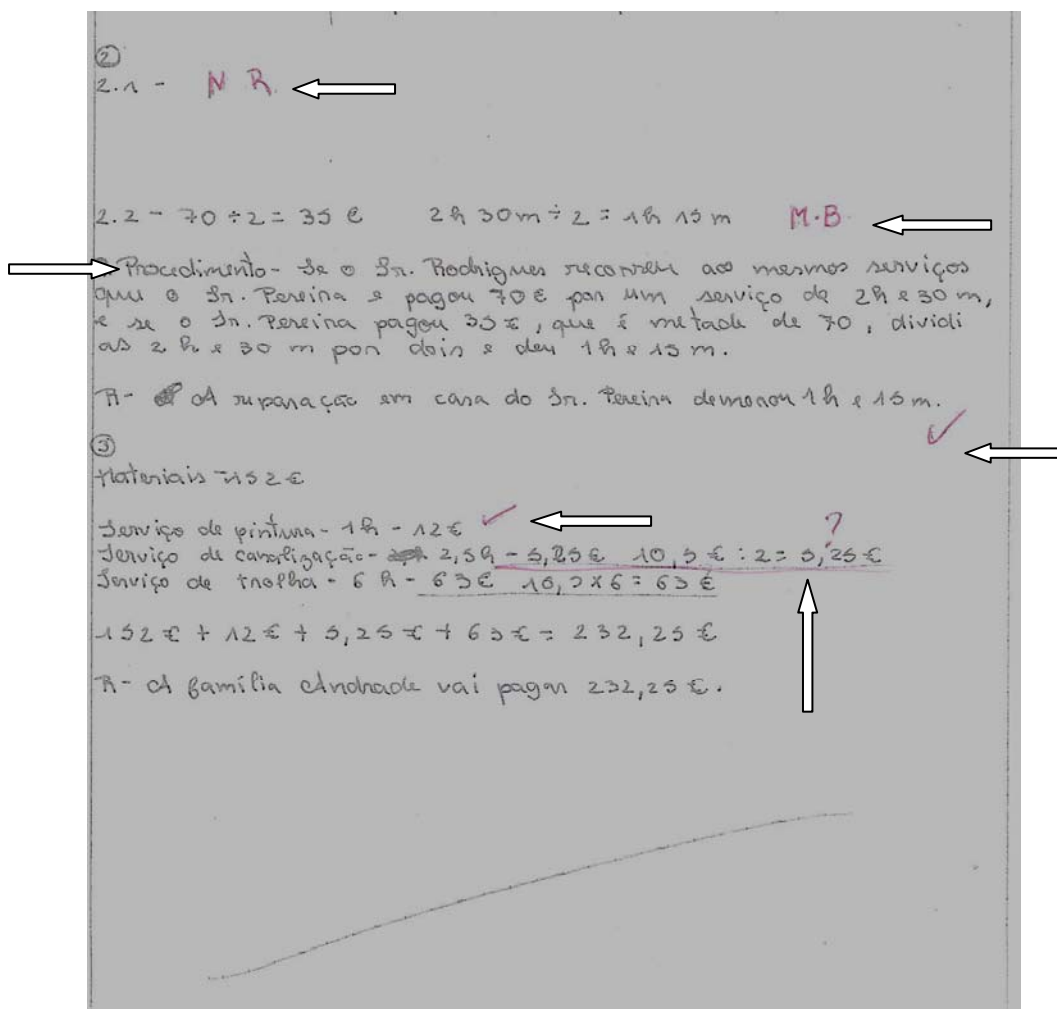 2
2.1 - N R.
2.2 - 70 ÷ 2 = 35 € 2h 30m ÷ 2 = 1h 15 m M.B.
Procedimento - Se o Sr. Rodrigues recorreu aos mesmos serviços
que o Sr. Pereira e pagou 70€ por um serviço de 2h e 30 m,
e se o Sr. Pereira pagou 35 €, que é metade de 70, dividi
as 2 h e 30 m por dois e deu 1h e 15 m.
R- A reparação em casa do Sr. Pereira demorou 1h e 15 m.
3
Materiais - 152 €
Serviço de pintura - 1h - 12 €
?
Serviço de canalização - 2,5h - 5,25 € 10,5 € : 2 = 5,25 €
Serviço de trolha - 6 h - 63 € 10,5 x 6 = 63 €
152 € + 12 € + 5,25 € + 63 € = 232,25 €
R- A família Andrade vai pagar 232,25 €.